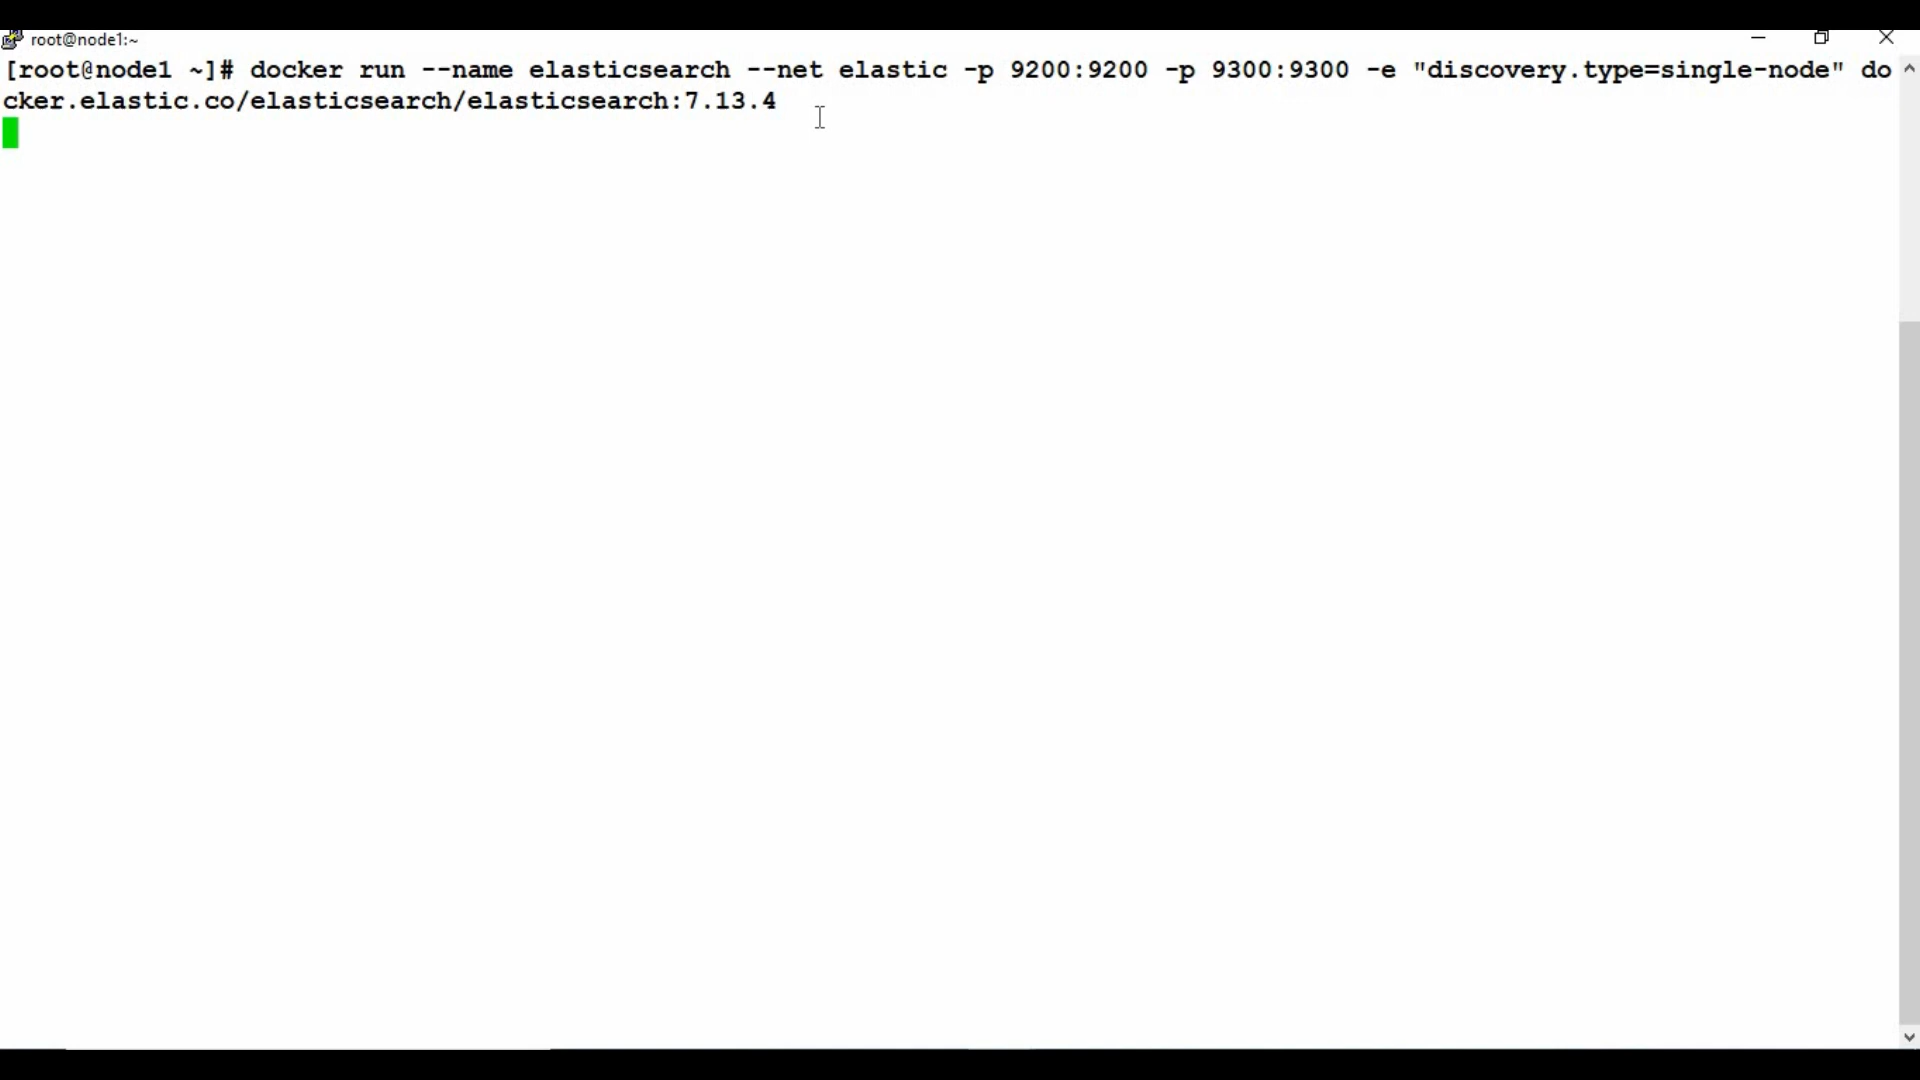 root@node1:~
[root@node1 ~]# docker run --name elasticsearch --net elastic -p 9200:9200 -p 9300:9300 -e "discovery.type=single-node" do
cker.elastic.co/elasticsearch/elasticsearch:7.13.4